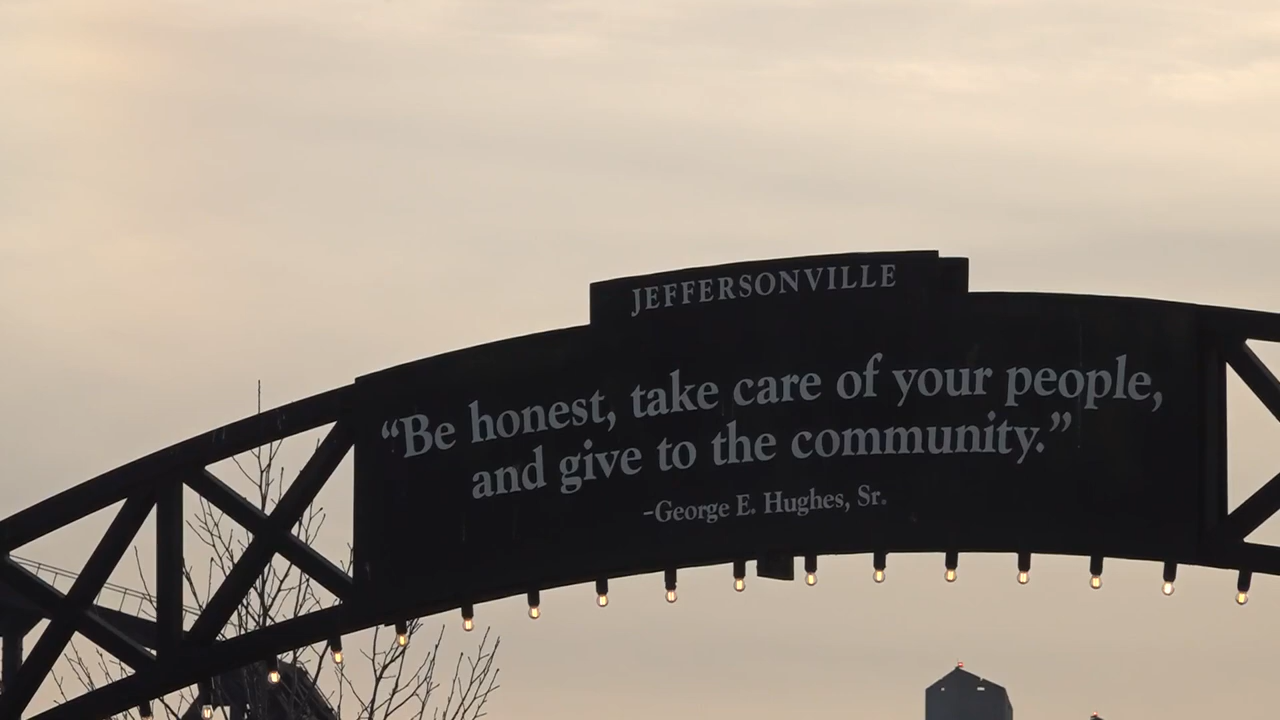 JEFFERSONVILLE
“Be honest, take care of your people,
and give to the community.”
-George E. Hughes, Sr.